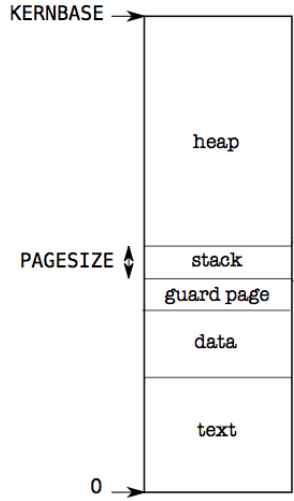 KERNBASE
heap
PAGESIZE
stack
guard page
data
text
0